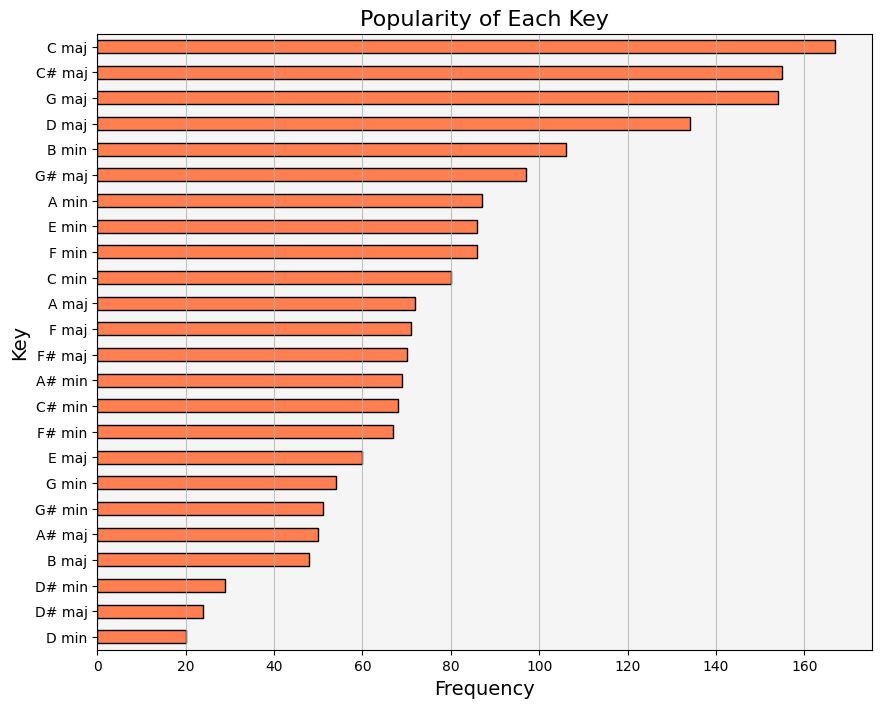 Popularity of Each Key
C maj
C# maj
G maj
D maj
B min
G# maj
A min
E min
F min
C min
A maj
F maj
F# maj
A# min
C# min
F# min
E maj
G min
G# min
A# maj
B maj
D# min
D# maj
D min
Key
0 20 40 60 80 100 120 140 160
Frequency